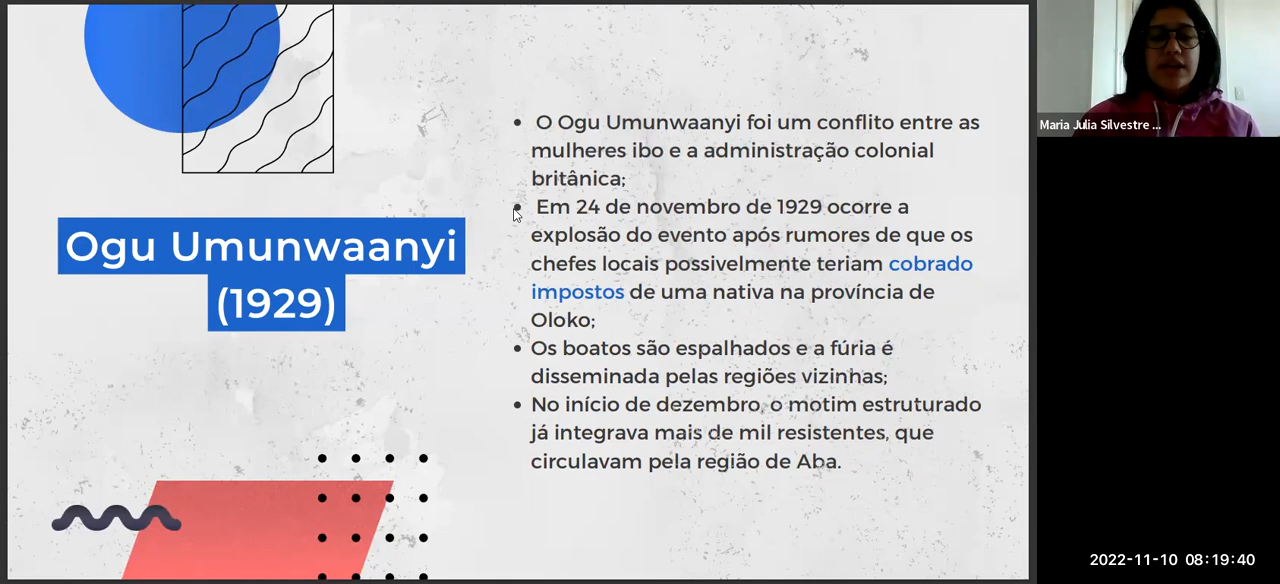 Ogu Umunwaanyi
(1929)
O Ogu Umunwaanyi foi um conflito entre as
mulheres ibo e a administração colonial
britânica;
Em 24 de novembro de 1929 ocorre a
explosão do evento após rumores de que os
chefes locais possivelmente teriam cobrado
impostos de uma nativa na província de
Oloko;
Os boatos são espalhados e a fúria é
disseminada pelas regiões vizinhas;
No início de dezembro, o motim estruturado
já integrava mais de mil resistentes, que
circulavam pela região de Aba.
Maria Julia Silvestre ...
2022-11-10 08:19:40